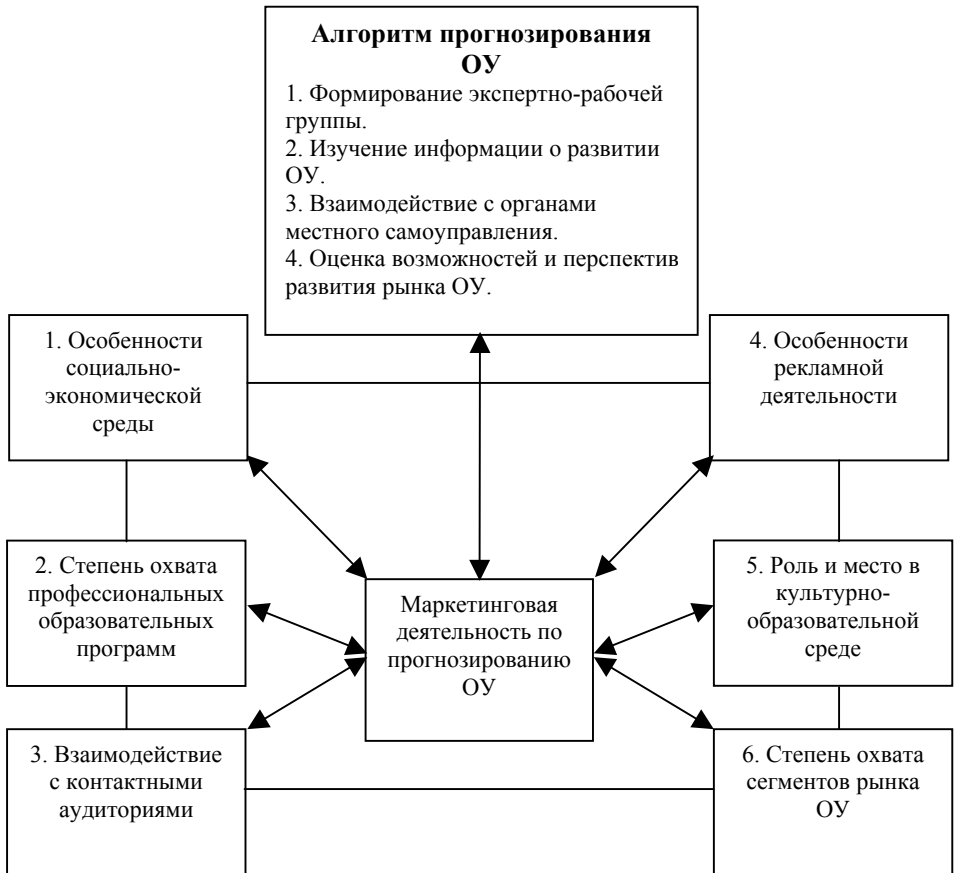 Алгоритм прогнозирования
ОУ
1. Формирование экспертно-рабочей
группы.
2. Изучение информации о развитии
ОУ.
3. Взаимодействие с органами
местного самоуправления.
4. Оценка возможностей и перспектив
развития рынка ОУ.
1. Особенности
социально-
экономической
среды
4. Особенности
рекламной
деятельности
2. Степень охвата
профессиональных
образовательных
программ
Маркетинговая
деятельность по
прогнозированию
ОУ
5. Роль и место в
культурно-
образовательной
среде
3. Взаимодействие
с контактными
аудиториями
6. Степень охвата
сегментов рынка
ОУ